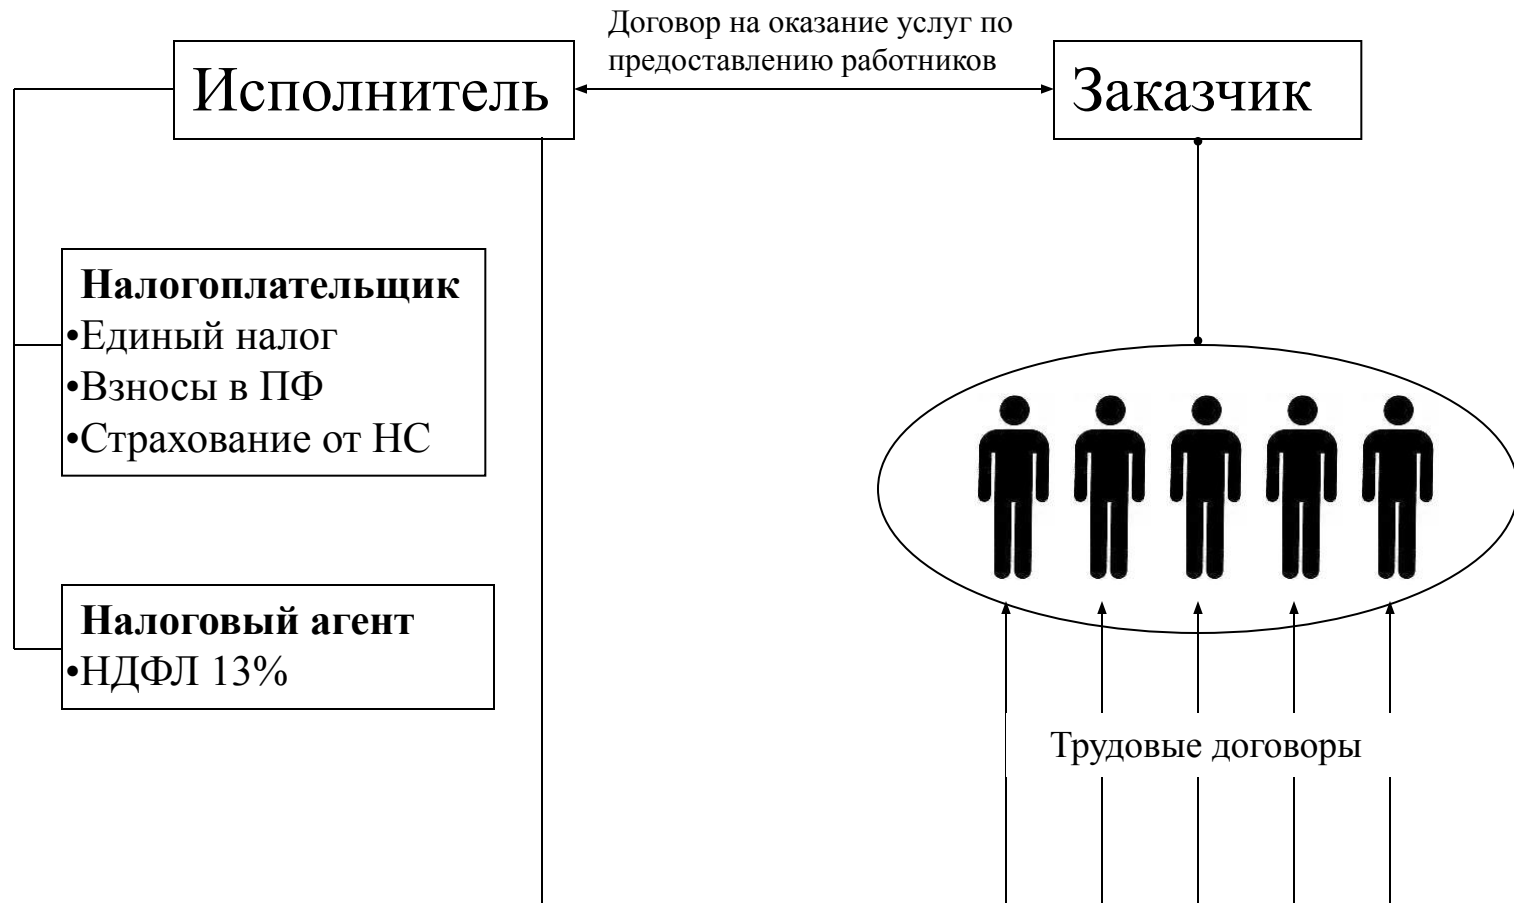 Договор на оказание услуг по
предоставлению работников
Исполнитель
Заказчик
Налогоплательщик
•Единый налог
•Взносы в ПФ
•Страхование от НС
Налоговый агент
•НДФЛ 13%
Трудовые договоры